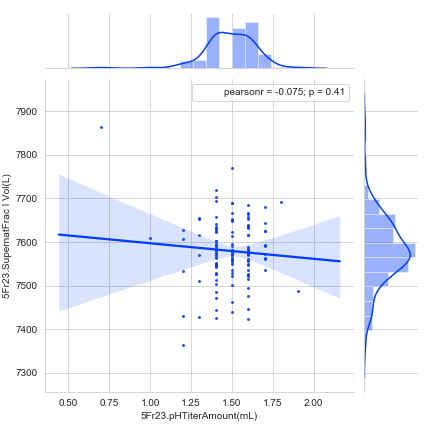 pearsonr = -0.075; p = 0.41
7900
7800
7700
7600
7500
7400
7300
5Fr23.SupernatFrac I Vol(L)
0.50 0.75 1.00 1.25 1.50 1.75 2.00
5Fr23.pHTiterAmount(mL)